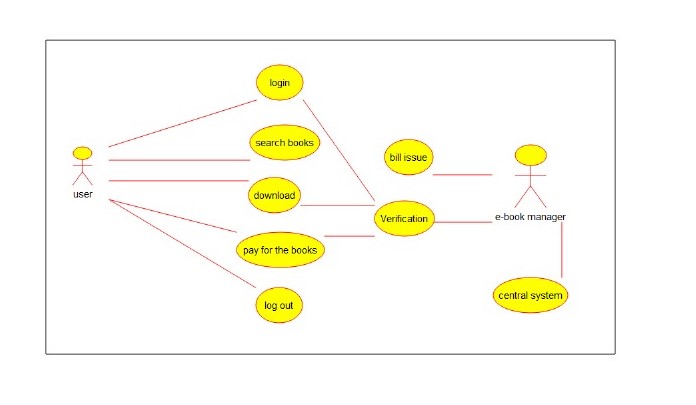 login
search books
bill issue
user
download
Verification
e-book manager
pay for the books
central system
log out